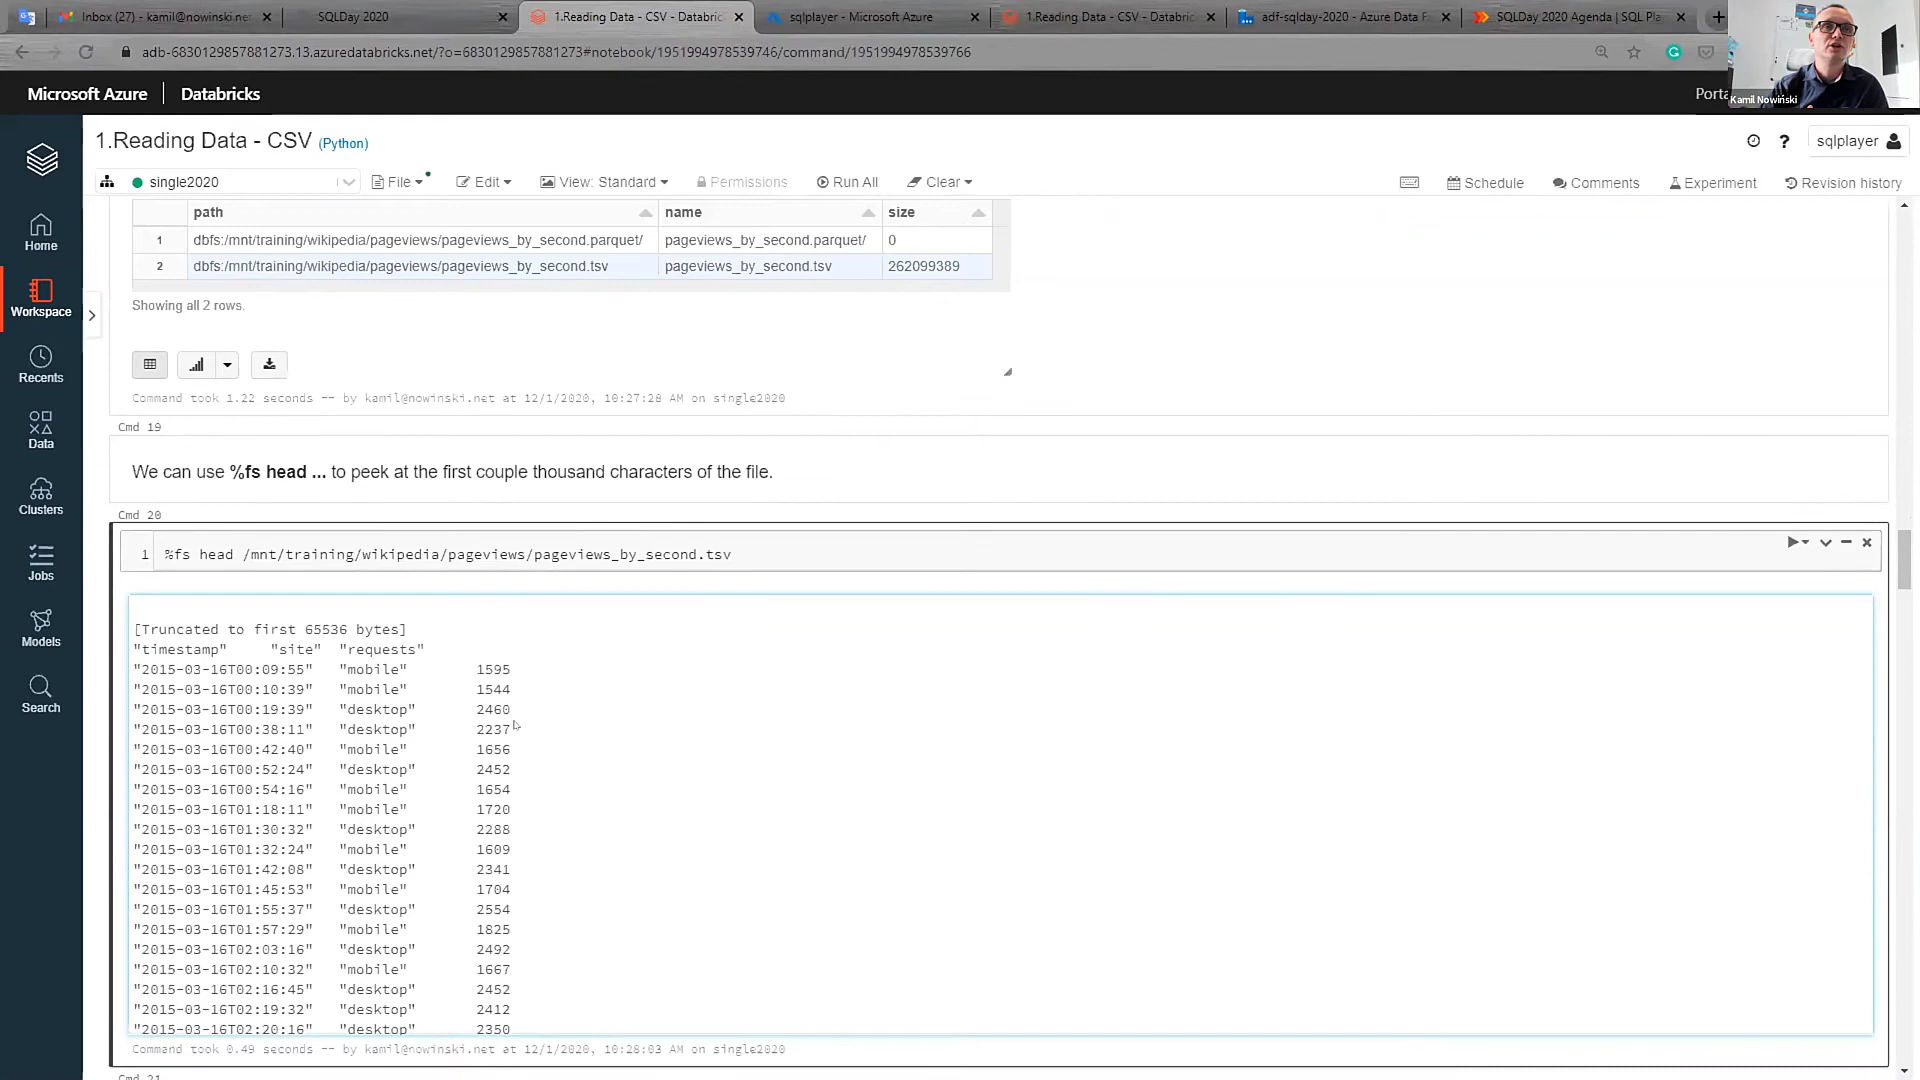 Inbox (27) - kamil@nowinski.net
SQLDay 2020
1.Reading Data - CSV - Databric
sqlplayer - Microsoft Azure
1.Reading Data - CSV - Databric
adf-sqlday-2020 - Azure Data F
SQLDay 2020 Agenda | SQL Pla
adb-6830129857881273.13.azuredatabricks.net/?o=6830129857881273#notebook/1951994978539746/command/1951994978539766
Microsoft Azure
Databricks
Porta
Kamil Nowiński
1.Reading Data - CSV (Python)
sqlplayer
single2020
File
Edit
View: Standard
Permissions
Run All
Clear
Schedule
Comments
Experiment
Revision history
Home
Workspace
Recents
Data
Clusters
Jobs
Models
Search
path name size
1 dbfs:/mnt/training/wikipedia/pageviews/pageviews_by_second.parquet/ pageviews_by_second.parquet/ 0
2 dbfs:/mnt/training/wikipedia/pageviews/pageviews_by_second.tsv pageviews_by_second.tsv 262099389
Showing all 2 rows.
Command took 1.22 seconds -- by kamil@nowinski.net at 12/1/2020, 10:27:28 AM on single2020
Cmd 19
We can use %fs head ... to peek at the first couple thousand characters of the file.
Cmd 20
1 %fs head /mnt/training/wikipedia/pageviews/pageviews_by_second.tsv
[Truncated to first 65536 bytes]
"timestamp" "site" "requests"
"2015-03-16T00:09:55" "mobile" 1595
"2015-03-16T00:10:39" "mobile" 1544
"2015-03-16T00:19:39" "desktop" 2460
"2015-03-16T00:38:11" "desktop" 2237
"2015-03-16T00:42:40" "mobile" 1656
"2015-03-16T00:52:24" "desktop" 2452
"2015-03-16T00:54:16" "mobile" 1654
"2015-03-16T01:18:11" "mobile" 1720
"2015-03-16T01:30:32" "desktop" 2288
"2015-03-16T01:32:24" "mobile" 1609
"2015-03-16T01:42:08" "desktop" 2341
"2015-03-16T01:45:53" "mobile" 1704
"2015-03-16T01:55:37" "desktop" 2554
"2015-03-16T01:57:29" "mobile" 1825
"2015-03-16T02:03:16" "desktop" 2492
"2015-03-16T02:10:32" "mobile" 1667
"2015-03-16T02:16:45" "desktop" 2452
"2015-03-16T02:19:32" "desktop" 2412
"2015-03-16T02:20:16" "desktop" 2350
Command took 0.49 seconds -- by kamil@nowinski.net at 12/1/2020, 10:28:03 AM on single2020
Cmd 21